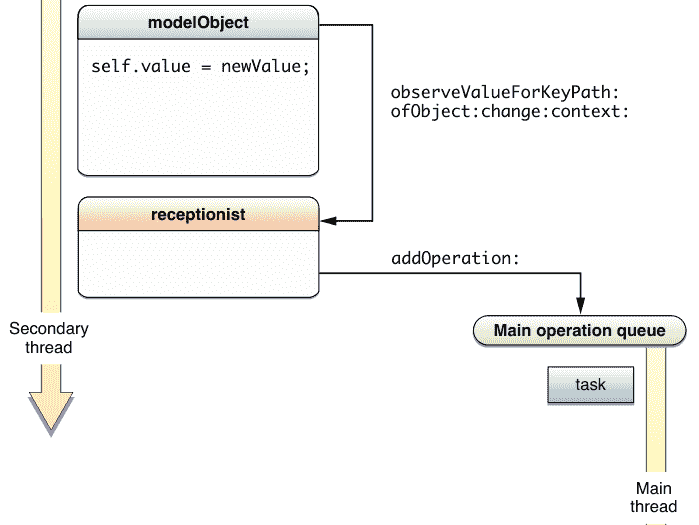 modelObject
self.value = newValue;
observeValueForKeyPath:
ofObject:change:context:
receptionist
addOperation:
Main operation queue
Secondary
thread
task
Main
thread